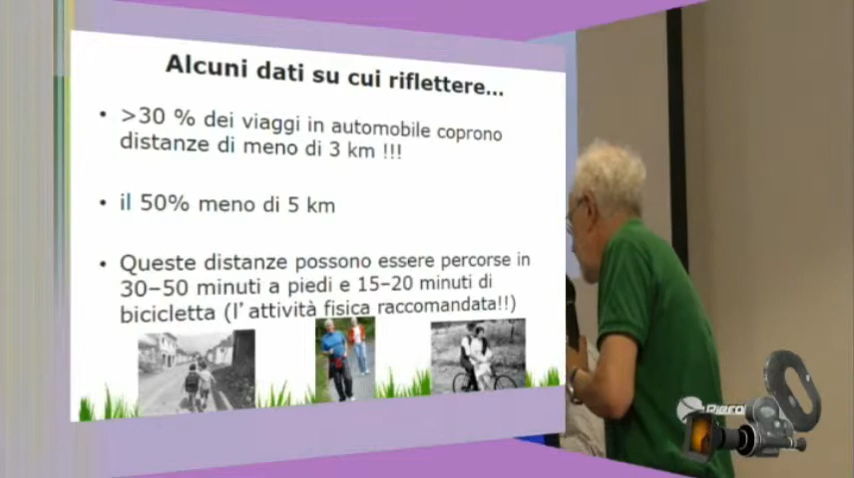 Alcuni dati su cui riflettere...
• >30 % dei viaggi in automobile coprono
distanze di meno di 3 km !!!
• il 50% meno di 5 km
• Queste distanze possono essere percorse in
30–50 minuti a piedi e 15–20 minuti di
bicicletta (l'attività fisica raccomandata!!)